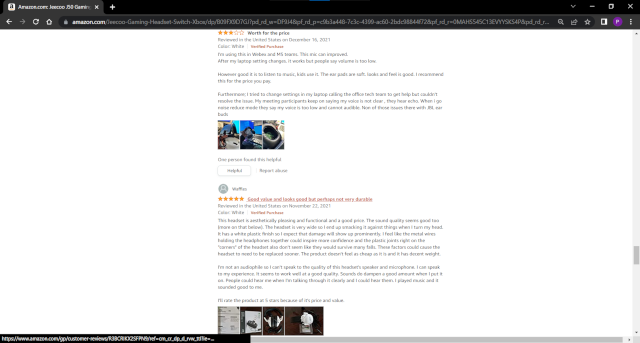 Amazon.com: Jeecoo J50 Gaming
amazon.com/Jeecoo-Gaming-Headset-Switch-Xbox/dp/
Worth for the price
Reviewed in the United States on December 16, 2021
Color: White | Verified Purchase
I'm using this in Webex and MS teams. This mic can improved.
After my laptop setting changes, it works but people say volume is too low.
However good it is to listen to music, kids use it. The ear pads are soft, looks and feel is good. I recommend
this for the price you pay.
Furthermore, I tried to change settings in my laptop calling the office tech team to get help but couldn't
resolve the issue. My meeting participants keep on saying my voice is not clear , they hear echo. When I go
noise reduce mode they say my voice is too low and cannot audible. Non of those issues there with JBL ear
buds
One person found this helpful
Helpful | Report abuse
Waffles
Good value and looks good but perhaps not very durable
Reviewed in the United States on November 22, 2021
Color: White | Verified Purchase
This headset is aesthetically pleasing and functional and a good price. The sound quality seems good too
(more on that below). The headset is very wide so I end up smacking it against things when I turn my head.
It has a white plastic finish so I expect that damage will show up prominently. I feel like the metal wires
holding the headphones together could inspire more confidence and the plastic joints right on the
"corners" of the headset also don't seem like they would survive many falls. These factors could cause the
headset to need to be replaced sooner. The product doesn't feel as cheap as it is and it has decent weight.
I'm not an audiophile so I can't speak to the quality of this headset's speaker and microphone. I can speak
to my experience. It seems to work well at a good quality. Sounds do dampen a good amount when I put it
on. People could hear me when I'm talking through it clearly and I could hear them. I played music and it
sounded good to me.
I'll rate the product at 5 stars because of it's price and value.
https://www.amazon.com/gp/customer-reviews/